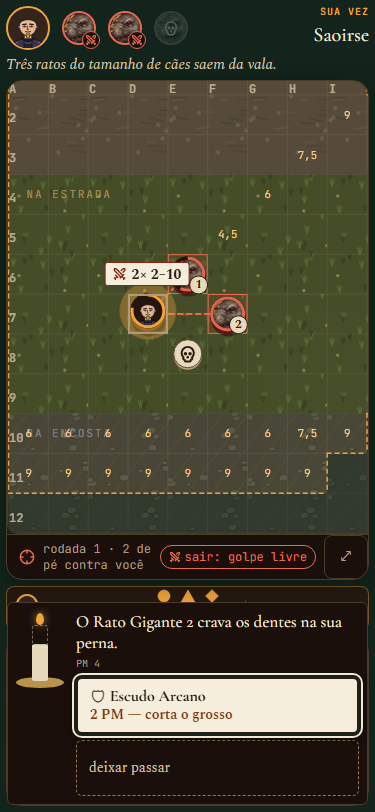 SUA VEZ
Saoirse
Três ratos do tamanho de cães saem da vala.
A B C D E F G H I
2 9
3 7,5
4 NA ESTRADA 6
5 4,5
2× 2–10
6 1
7 2
8
9
10 NA ENCOSTA 6 6 6 6 6 6 6 7,5 9
11 9 9 9 9 9 9 9 9
12
rodada 1 · 2 de pé contra você
sair: golpe livre
O Rato Gigante 2 crava os dentes na sua
perna.
PM 4
Escudo Arcano
2 PM — corta o grosso
deixar passar